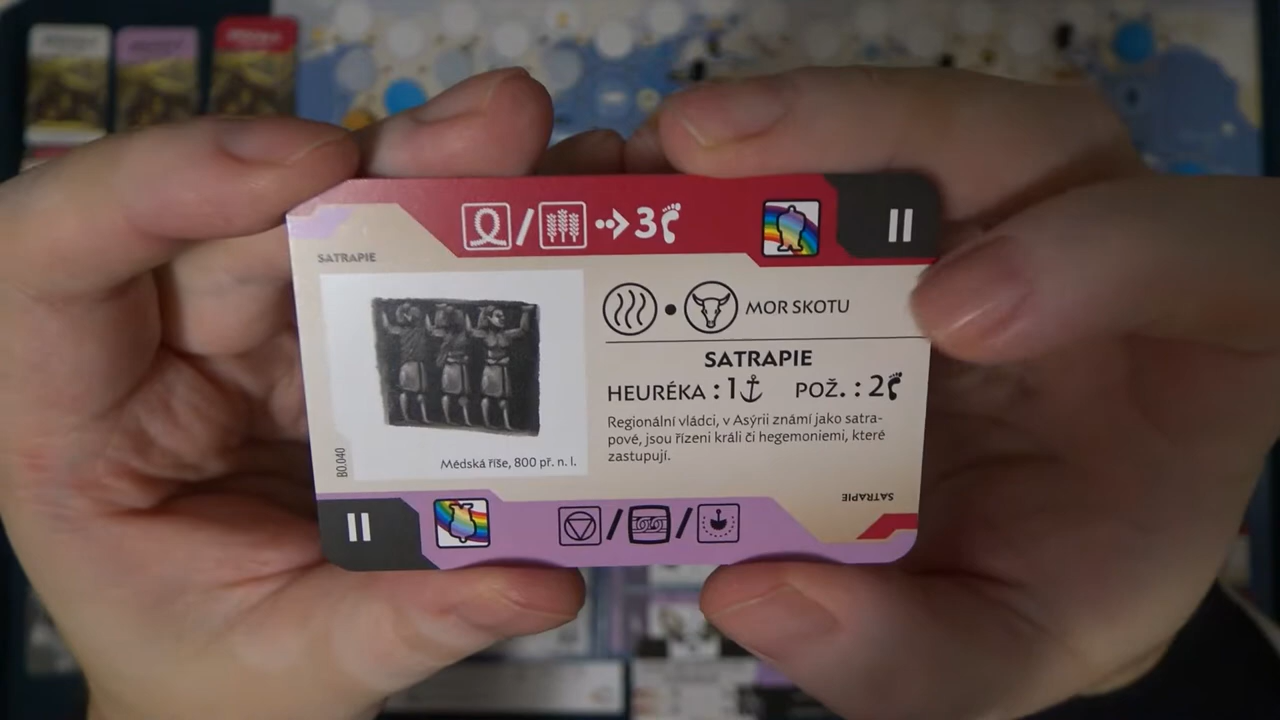 / 3
II
SATRAPIE
• MOR SKOTU
SATRAPIE
HEURÉKA : 1 POŽ. : 2
Regionální vládci, v Asýrii známí jako satra-
pové, jsou řízeni králi či hegemoniemi, které
zastupují.
B0.040
Médská říše, 800 př. n. l.
SATRAPIE
II
/ /